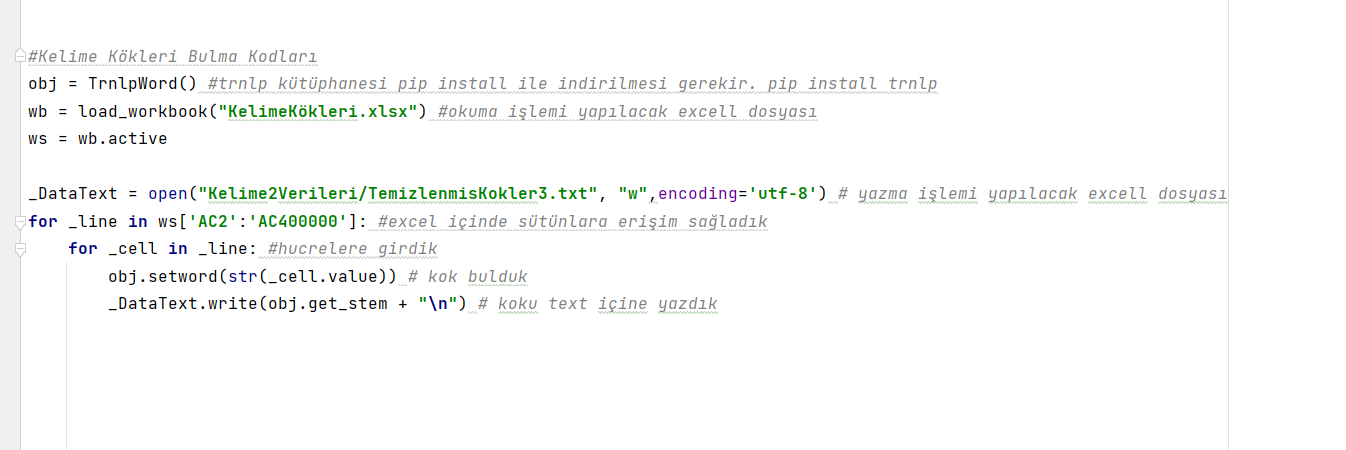 #Kelime Kökleri Bulma Kodları
obj = TrnlpWord() #trnlp kütüphanesi pip install ile indirilmesi gerekir. pip install trnlp
wb = load_workbook("KelimeKökleri.xlsx") #okuma işlemi yapılacak excell dosyası
ws = wb.active
_DataText = open("Kelime2Verileri/TemizlenmisKokler3.txt", "w",encoding='utf-8') # yazma işlemi yapılacak excell dosyası
for _line in ws['AC2':'AC400000']: #excel içinde sütünlara erişim sağladık
    for _cell in _line: #hucrelere girdik
        obj.setword(str(_cell.value)) # kok bulduk
        _DataText.write(obj.get_stem + "\n") # koku text içine yazdık